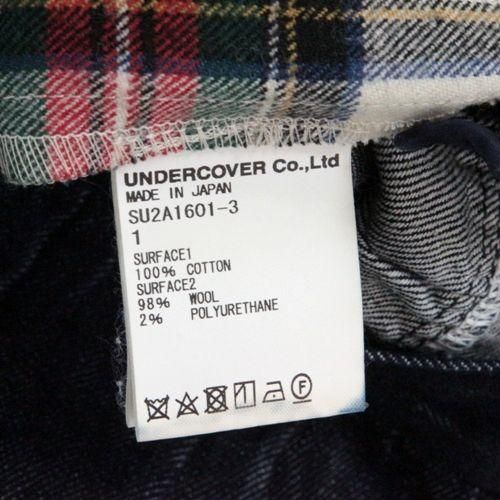 UNDERCOVER Co.,Ltd
MADE IN JAPAN
SU2A1601-3
1
SURFACE1
100% COTTON
SURFACE2
98% WOOL
2% POLYURETHANE
F